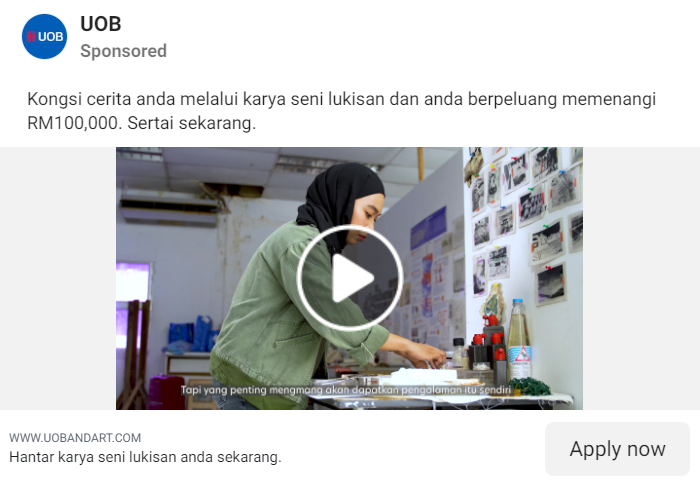 UOB
UOB
Sponsored
Kongsi cerita anda melalui karya seni lukisan dan anda berpeluang memenangi
RM100,000. Sertai sekarang.
Tapi yang penting mengmang akan dapatkan pengalaman itu sendiri
WWW.UOBANDART.COM
Hantar karya seni lukisan anda sekarang.
Apply now